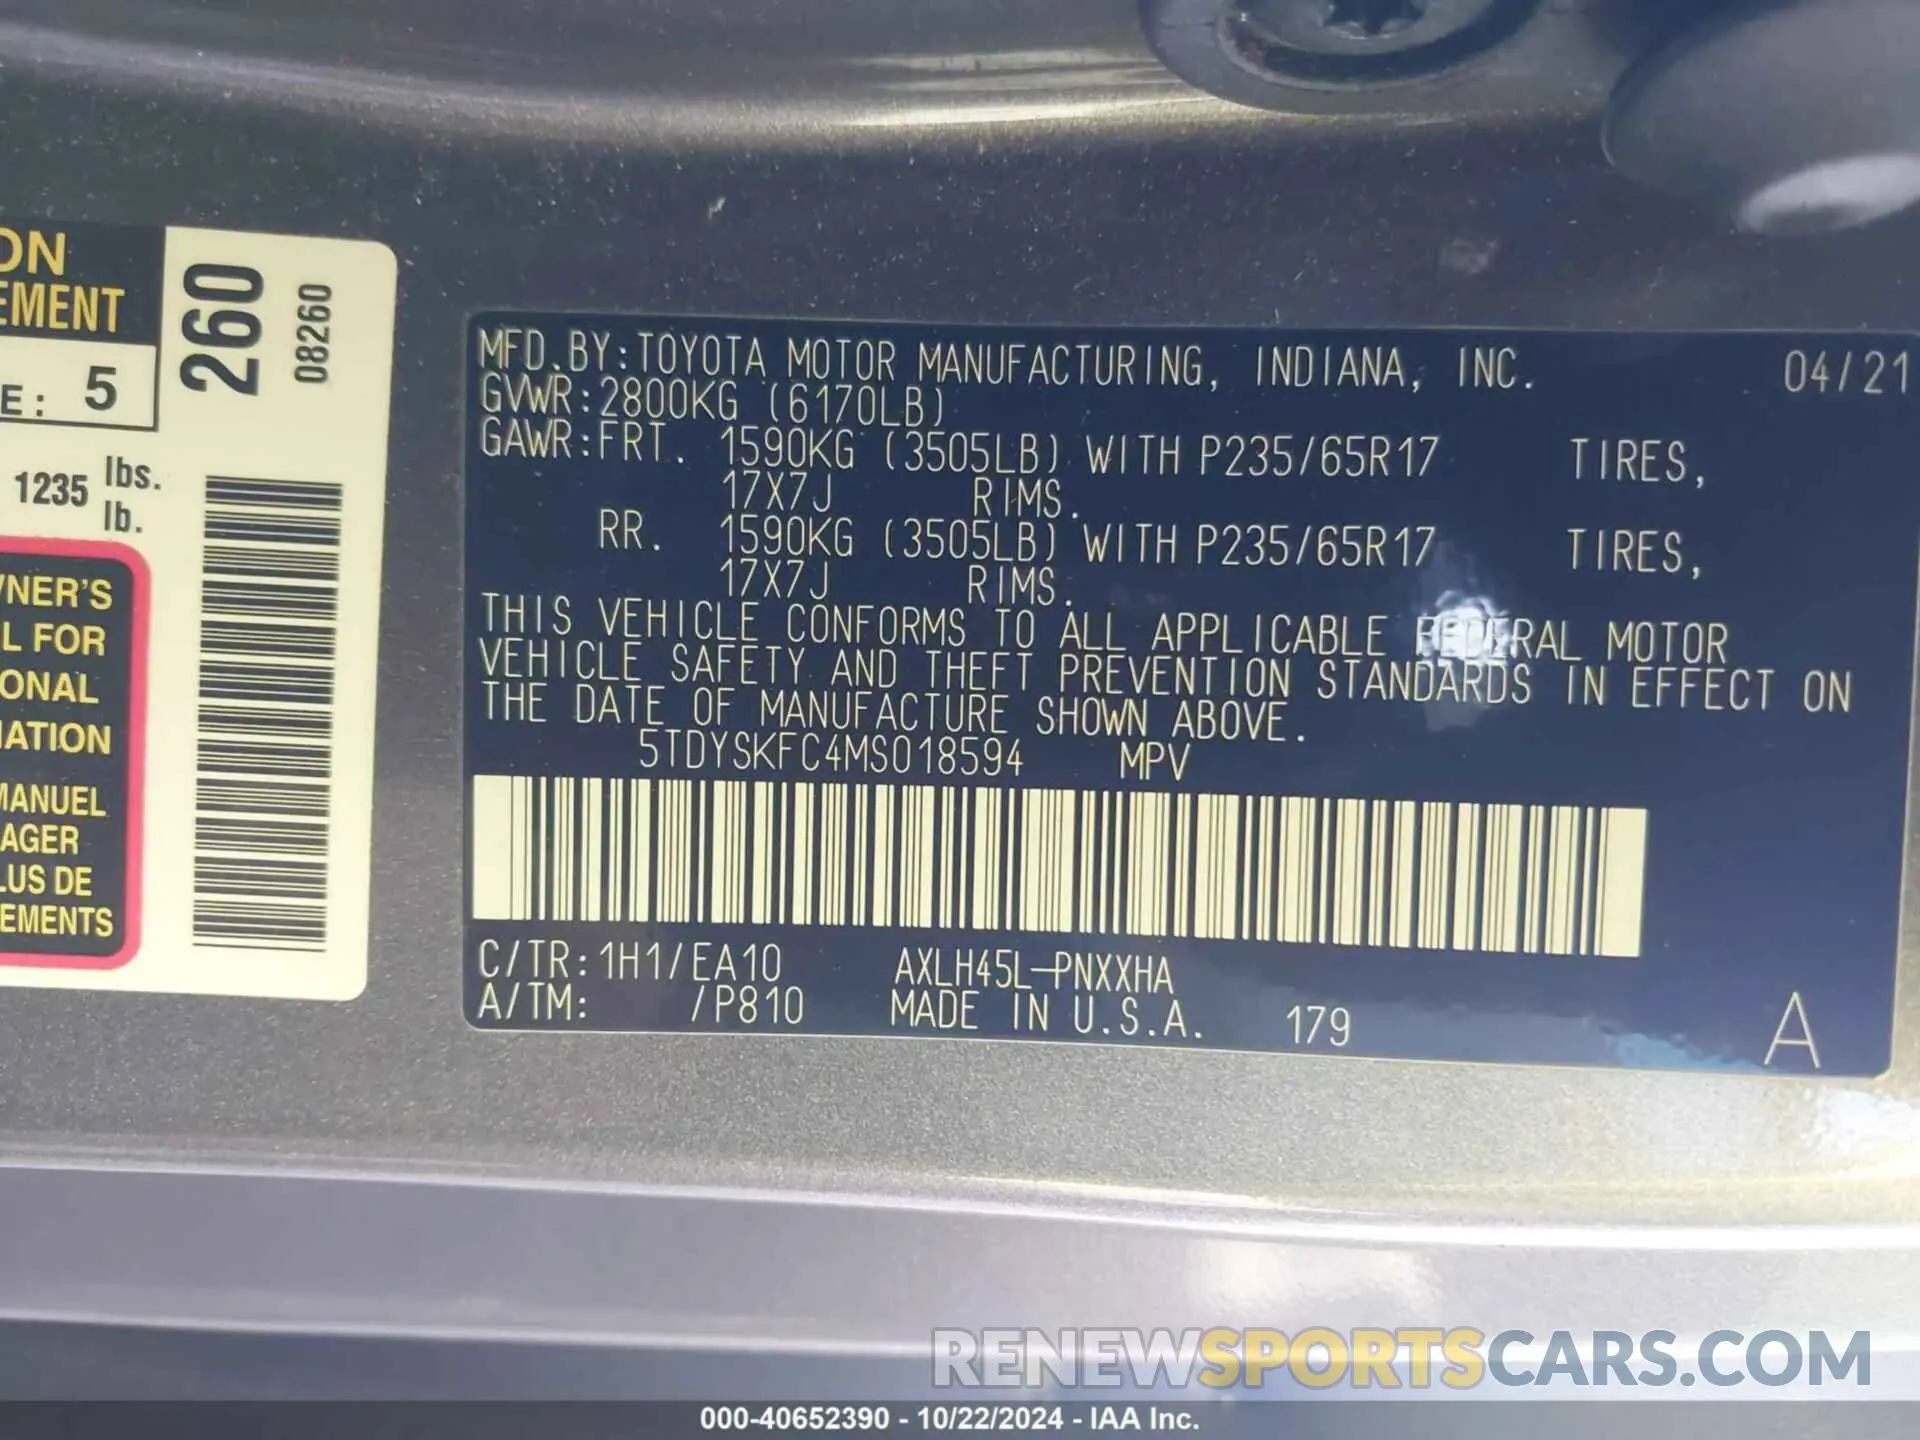 ON
EMENT
E: 5
1235 lbs.
lb.
260
08260
NER'S
L FOR
ONAL
ATION
MANUEL
AGER
LUS DE
EMENTS
MFD.BY:TOYOTA MOTOR MANUFACTURING, INDIANA, INC. 04/21
GVWR:2800KG (6170LB)
GAWR:FRT. 1590KG (3505LB) WITH P235/65R17 TIRES,
17X7J RIMS.
RR. 1590KG (3505LB) WITH P235/65R17 TIRES,
17X7J RIMS.
THIS VEHICLE CONFORMS TO ALL APPLICABLE FEDERAL MOTOR
VEHICLE SAFETY AND THEFT PREVENTION STANDARDS IN EFFECT ON
THE DATE OF MANUFACTURE SHOWN ABOVE.
5TDYSKFC4MS018594 MPV
C/TR:1H1/EA10 AXLH45L-PNXXHA
A/TM: /P810 MADE IN U.S.A. 179 A
RENEWSPORTSCARS.COM
000-40652390 - 10/22/2024 - IAA Inc.